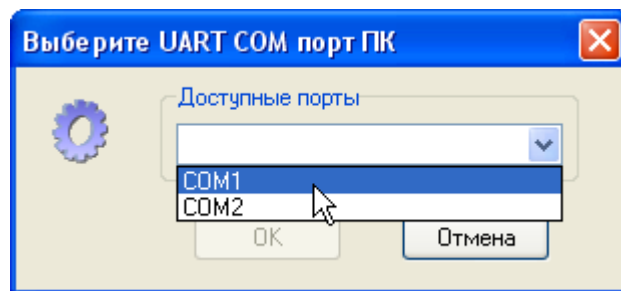 Выберите UART COM порт ПК
Доступные порты
COM1
COM2
OK
Отмена